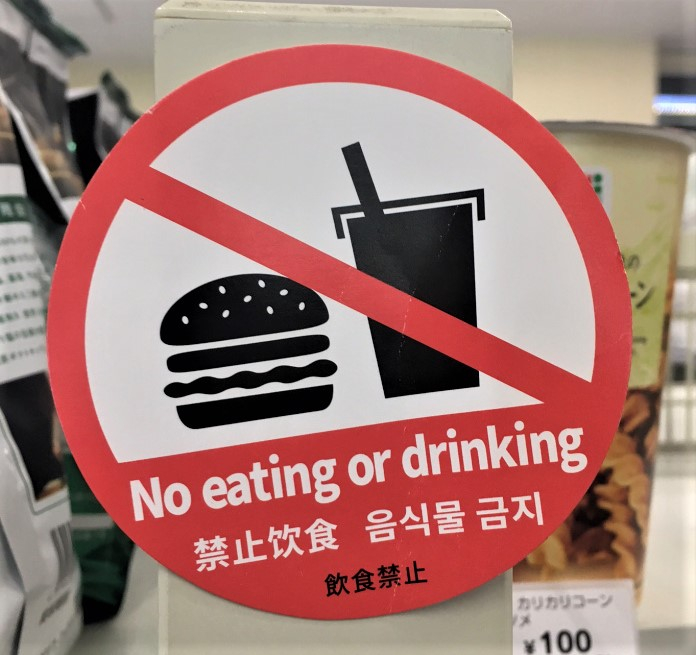 No eating or drinking
禁止饮食 음식물 금지
飲食禁止
カリカリコーン
¥100